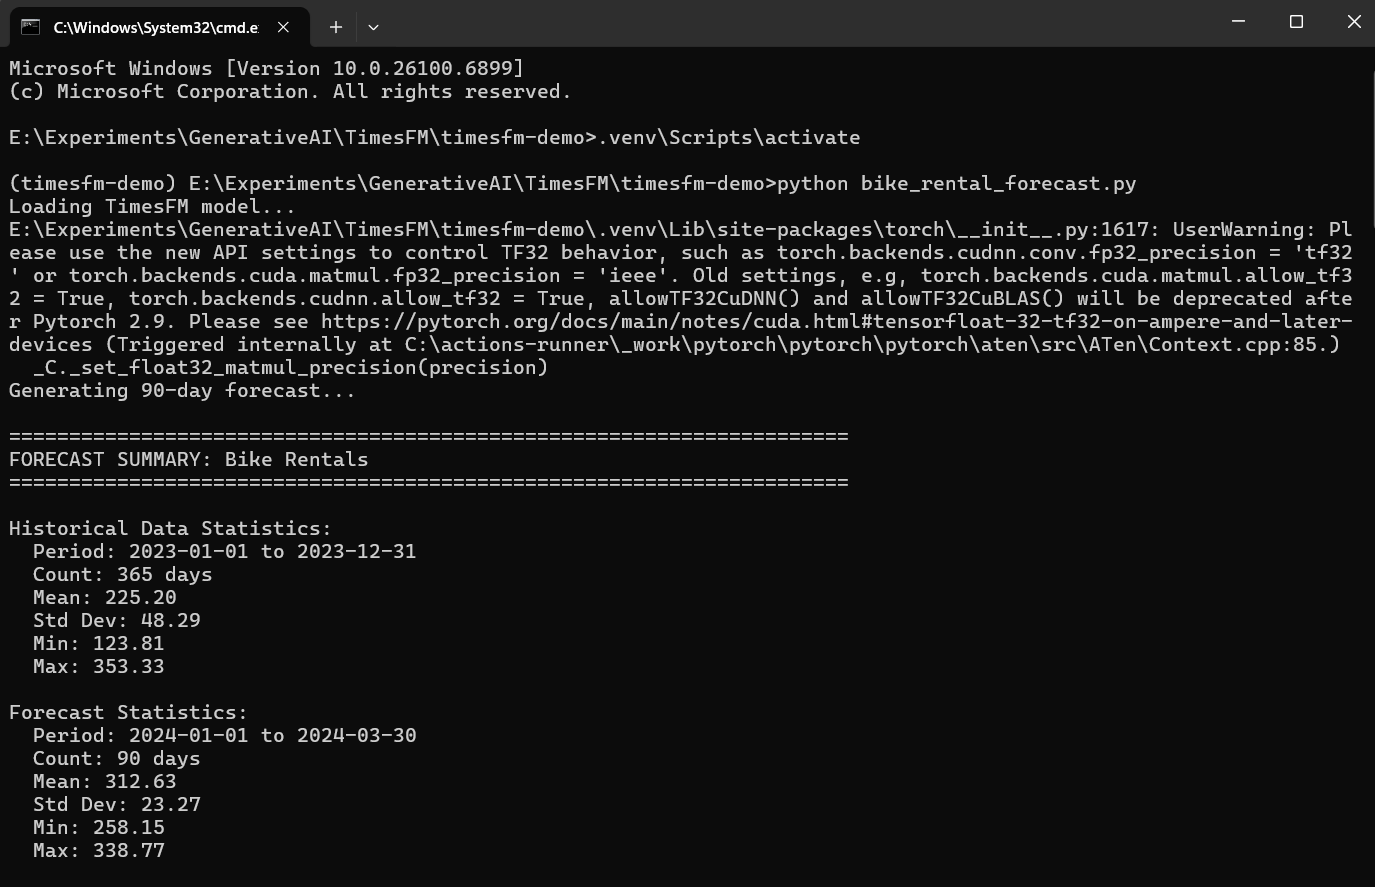 C:\Windows\System32\cmd.e
Microsoft Windows [Version 10.0.26100.6899]
(c) Microsoft Corporation. All rights reserved.
E:\Experiments\GenerativeAI\TimesFM\timesfm-demo>.venv\Scripts\activate
(timesfm-demo) E:\Experiments\GenerativeAI\TimesFM\timesfm-demo>python bike_rental_forecast.py
Loading TimesFM model...
E:\Experiments\GenerativeAI\TimesFM\timesfm-demo\.venv\Lib\site-packages\torch\__init__.py:1617: UserWarning: Pl
ease use the new API settings to control TF32 behavior, such as torch.backends.cudnn.conv.fp32_precision = 'tf32
' or torch.backends.cuda.matmul.fp32_precision = 'ieee'. Old settings, e.g, torch.backends.cuda.matmul.allow_tf3
2 = True, torch.backends.cudnn.allow_tf32 = True, allowTF32CuDNN() and allowTF32CuBLAS() will be deprecated afte
r Pytorch 2.9. Please see https://pytorch.org/docs/main/notes/cuda.html#tensorfloat-32-tf32-on-ampere-and-later-
devices (Triggered internally at C:\actions-runner\_work\pytorch\pytorch\pytorch\aten\src\ATen\Context.cpp:85.)
  _C._set_float32_matmul_precision(precision)
Generating 90-day forecast...
======================================================================
FORECAST SUMMARY: Bike Rentals
======================================================================
Historical Data Statistics:
  Period: 2023-01-01 to 2023-12-31
  Count: 365 days
  Mean: 225.20
  Std Dev: 48.29
  Min: 123.81
  Max: 353.33
Forecast Statistics:
  Period: 2024-01-01 to 2024-03-30
  Count: 90 days
  Mean: 312.63
  Std Dev: 23.27
  Min: 258.15
  Max: 338.77